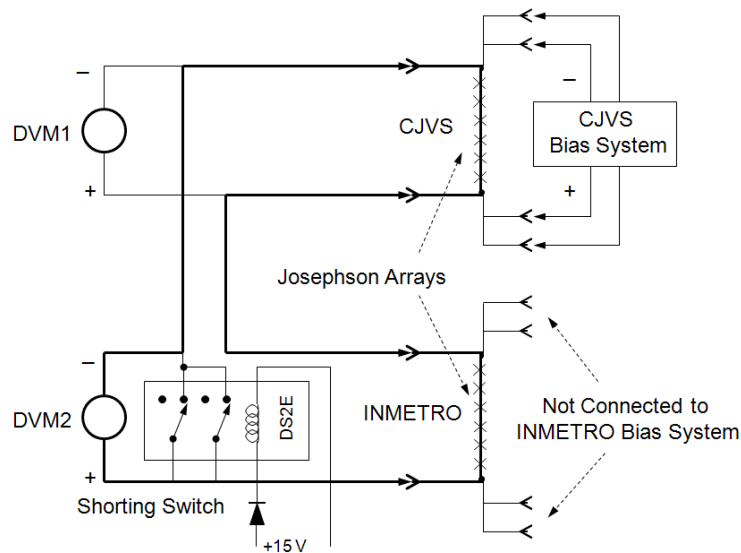 –
DVM1
+
CJVS
–
CJVS
Bias System
+
Josephson Arrays
–
DVM2
+
DS2E
Shorting Switch
+15 V
INMETRO
Not Connected to
INMETRO Bias System